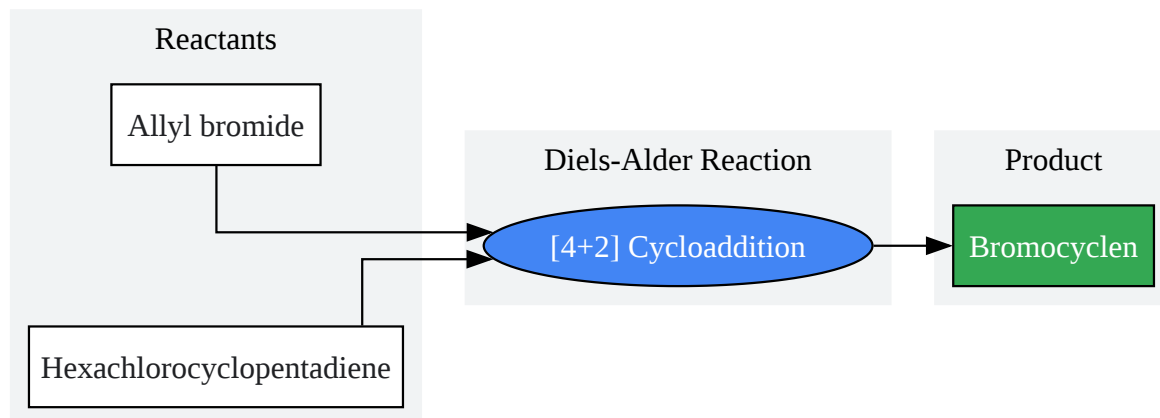 Reactants
Allyl bromide
Hexachlorocyclopentadiene
Diels-Alder Reaction
[4+2] Cycloaddition
Product
Bromocyclen